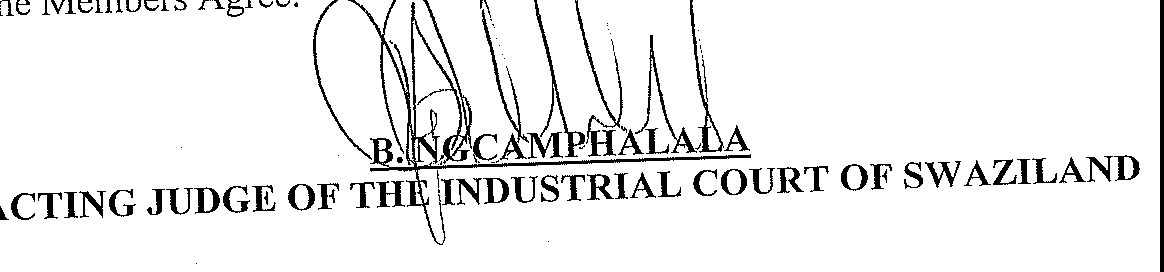 he Members Agree.
B. NGCAMPHALALA
ACTING JUDGE OF THE INDUSTRIAL COURT OF SWAZILAND